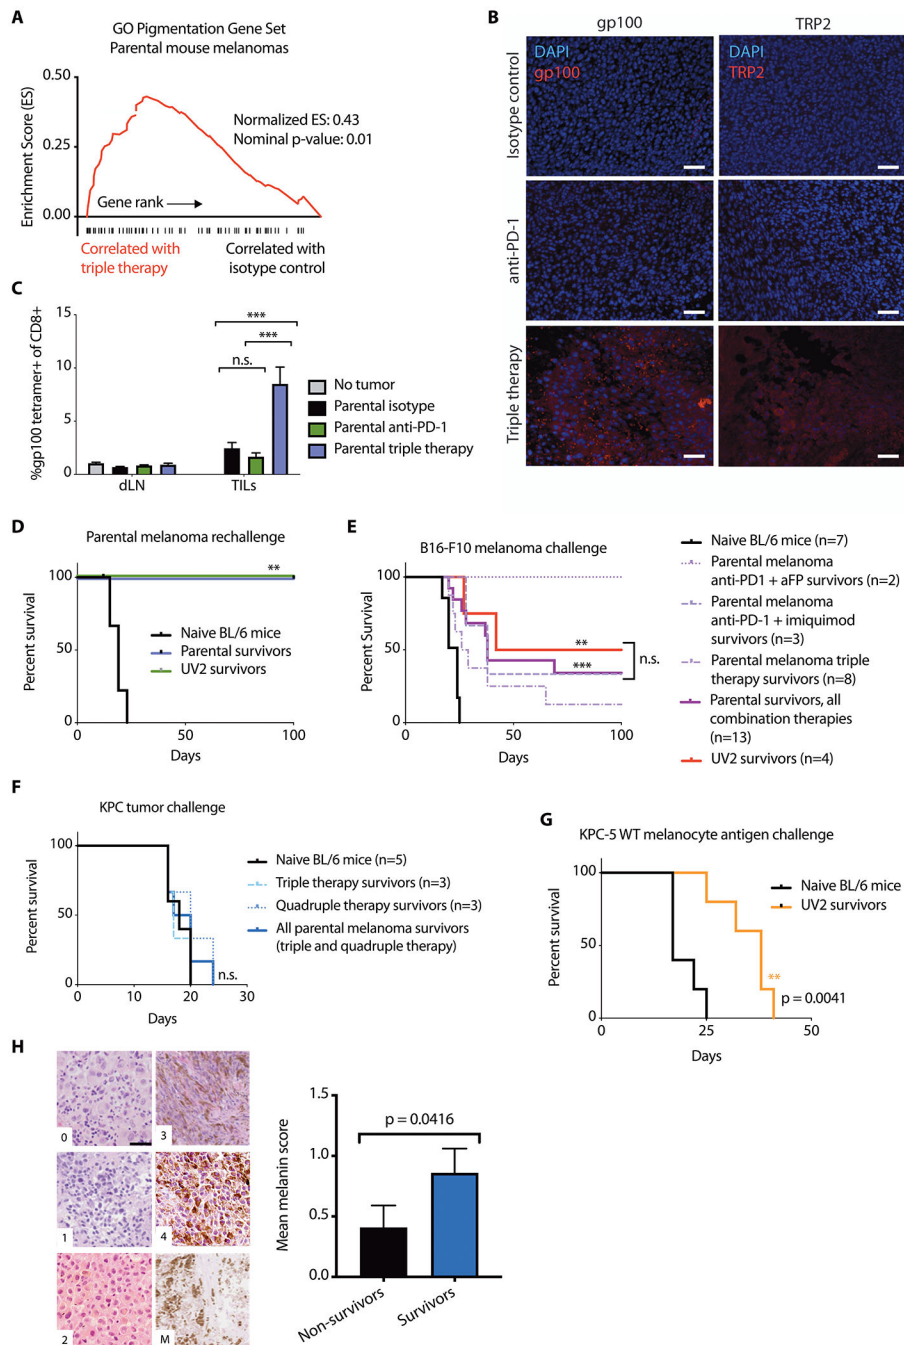 A
GO Pigmentation Gene Set
Parental mouse melanomas
Enrichment Score (ES)
0.50
0.25
0.00
Normalized ES: 0.43
Nominal p-value: 0.01
Gene rank
Correlated with
triple therapy
Correlated with
isotype control
B
gp100
TRP2
Isotype control
DAPI
gp100
DAPI
TRP2
anti-PD-1
Triple therapy
C
%gp100 tetramer+ of CD8+
15
10
5
0
***
***
n.s.
dLN
TILs
No tumor
Parental isotype
Parental anti-PD-1
Parental triple therapy
D
Parental melanoma rechallenge
Percent survival
100
50
0
**
Naive BL/6 mice
Parental survivors
UV2 survivors
0
100
Days
E
B16-F10 melanoma challenge
Percent survival
100
50
0
**
***
n.s.
0
50
100
Days
Naive BL/6 mice (n=7)
Parental melanoma
anti-PD1 + aFP survivors (n=2)
Parental melanoma
anti-PD-1 + imiquimod
survivors (n=3)
Parental melanoma triple
therapy survivors (n=8)
Parental survivors, all
combination therapies
(n=13)
UV2 survivors (n=4)
F
KPC tumor challenge
Percent survival
100
50
0
n.s.
0
10
20
30
Days
Naive BL/6 mice (n=5)
Triple therapy survivors (n=3)
Quadruple therapy survivors (n=3)
All parental melanoma survivors
(triple and quadruple therapy)
G
KPC-5 WT melanocyte antigen challenge
Percent survival
100
50
0
Naive BL/6 mice
UV2 survivors
**
p = 0.0041
0
25
50
Days
H
0
3
1
4
2
M
Mean melanin score
1.5
1.0
0.5
0.0
p = 0.0416
Non-survivors
Survivors